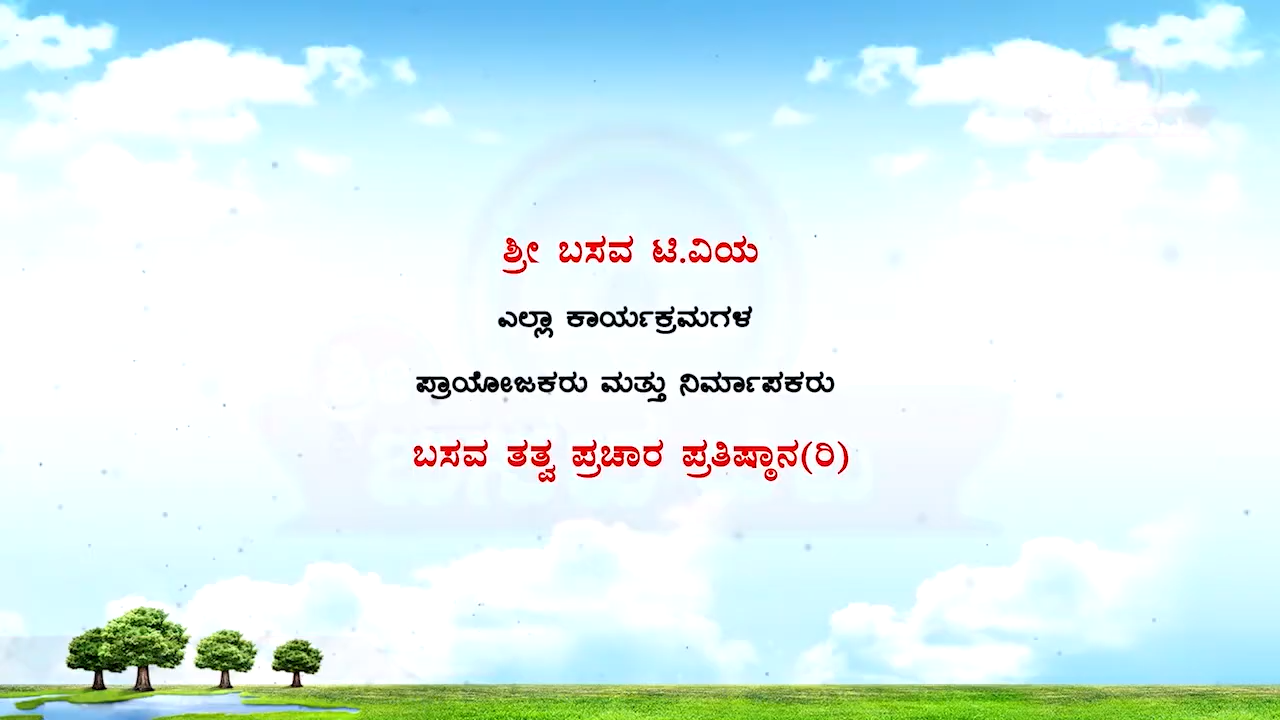 ಶ್ರೀ ಬಸವ ಟಿ.ವಿಯ
ಎಲ್ಲಾ ಕಾರ್ಯಕ್ರಮಗಳ
ಪ್ರಾಯೋಜಕರು ಮತ್ತು ನಿರ್ಮಾಪಕರು
ಬಸವ ತತ್ವ ಪ್ರಚಾರ ಪ್ರತಿಷ್ಠಾನ(ರಿ)